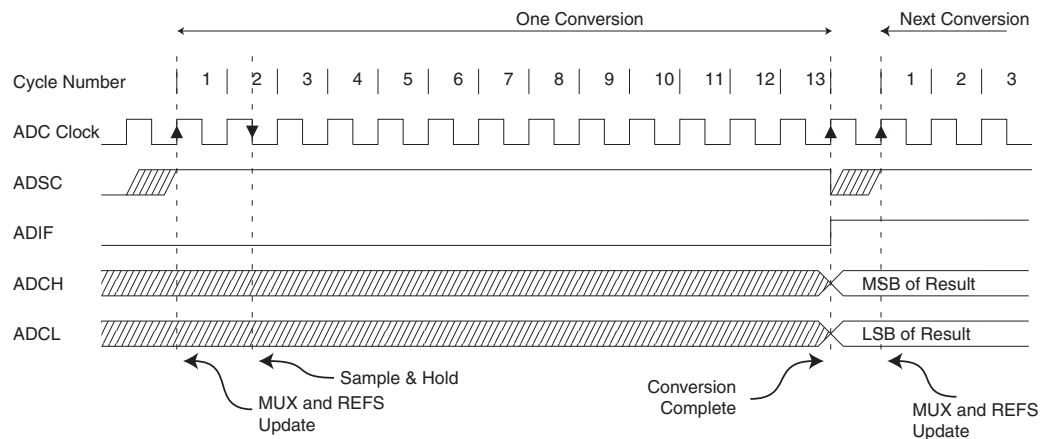 One Conversion Next Conversion
Cycle Number 1 2 3 4 5 6 7 8 9 10 11 12 13 1 2 3
ADC Clock
ADSC
ADIF
ADCH MSB of Result
ADCL LSB of Result
Sample & Hold
MUX and REFS
Update
Conversion
Complete
MUX and REFS
Update